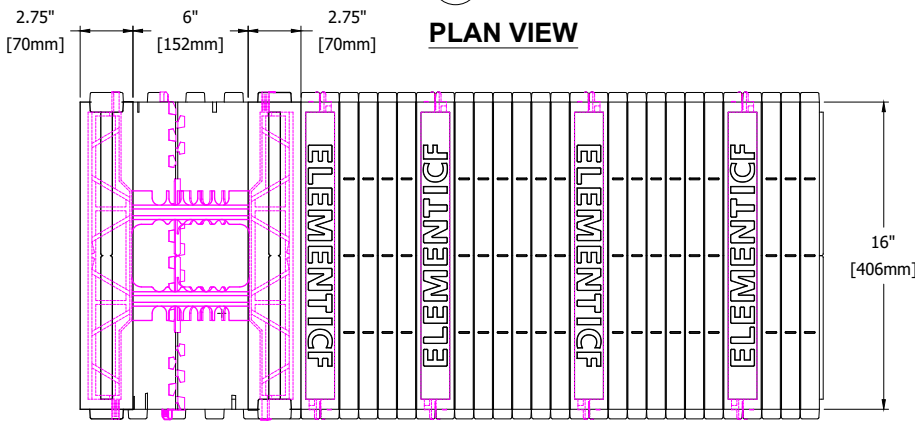 2.75"
[70mm]
6"
[152mm]
2.75"
[70mm]
PLAN VIEW
ELEMENTICF
ELEMENTICF
ELEMENTICF
ELEMENTICF
16"
[406mm]